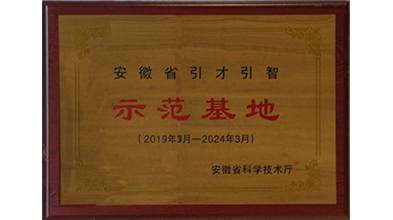 安徽省引才引智
示范基地
(2019年3月—2024年3月)
安徽省科学技术厅